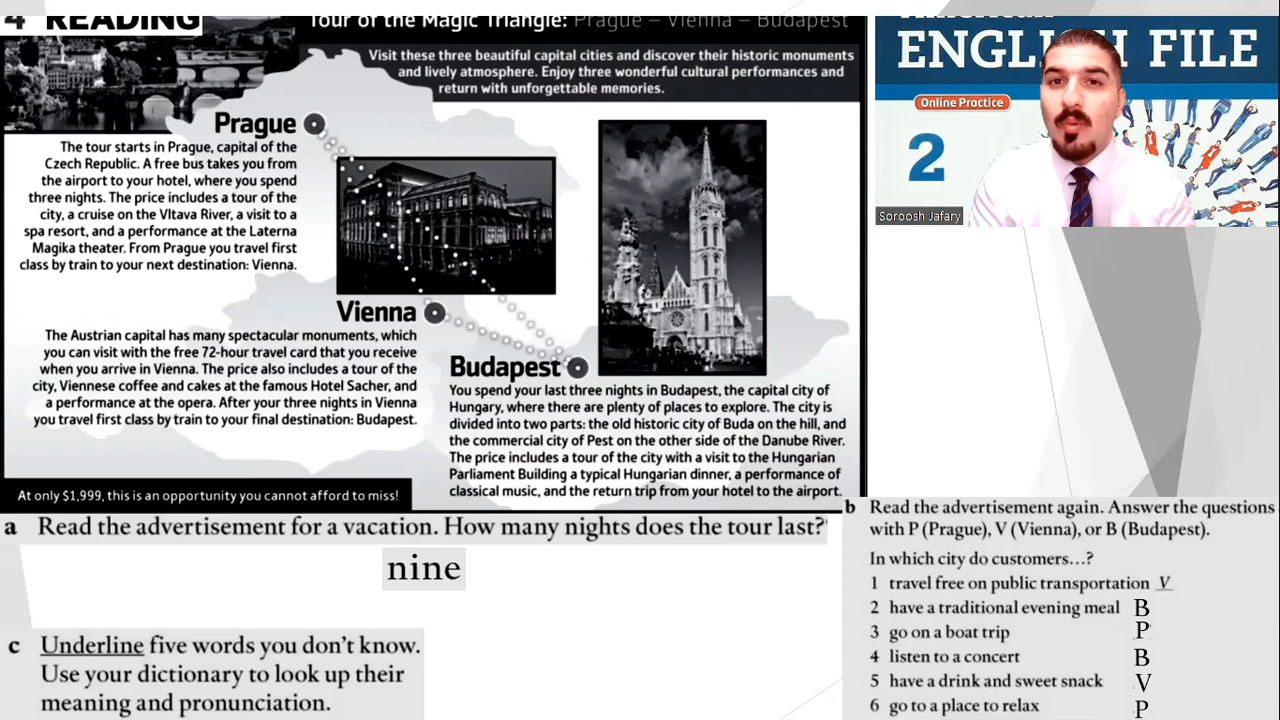 4 READING
Tour of the Magic Triangle: Prague – Vienna – Budapest
Visit these three beautiful capital cities and discover their historic monuments
and lively atmosphere. Enjoy three wonderful cultural performances and
return with unforgettable memories.
Prague
The tour starts in Prague, capital of the
Czech Republic. A free bus takes you from
the airport to your hotel, where you spend
three nights. The price includes a tour of the
city, a cruise on the Vltava River, a visit to a
spa resort, and a performance at the Laterna
Magika theater. From Prague you travel first
class by train to your next destination: Vienna.
Vienna
The Austrian capital has many spectacular monuments, which
you can visit with the free 72-hour travel card that you receive
when you arrive in Vienna. The price also includes a tour of the
city, Viennese coffee and cakes at the famous Hotel Sacher, and
a performance at the opera. After your three nights in Vienna
you travel first class by train to your final destination: Budapest.
Budapest
You spend your last three nights in Budapest, the capital city of
Hungary, where there are plenty of places to explore. The city is
divided into two parts: the old historic city of Buda on the hill, and
the commercial city of Pest on the other side of the Danube River.
The price includes a tour of the city with a visit to the Hungarian
Parliament Building a typical Hungarian dinner, a performance of
classical music, and the return trip from your hotel to the airport.
At only $1,999, this is an opportunity you cannot afford to miss!
a Read the advertisement for a vacation. How many nights does the tour last?
nine
c Underline five words you don't know.
Use your dictionary to look up their
meaning and pronunciation.
American
ENGLISH FILE
Online Practice
2
Soroosh Jafary
b Read the advertisement again. Answer the questions
with P (Prague), V (Vienna), or B (Budapest).
In which city do customers…?
1 travel free on public transportation V
2 have a traditional evening meal B
3 go on a boat trip P
4 listen to a concert B
5 have a drink and sweet snack V
6 go to a place to relax P